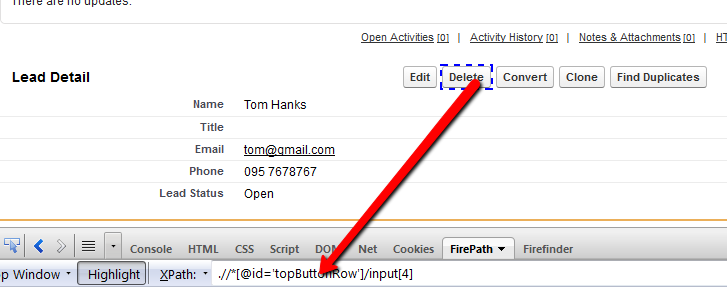 There are no updates.
Open Activities [0] | Activity History [0] | Notes & Attachments [0] | HT
Lead Detail Edit Delete Convert Clone Find Duplicates
Name Tom Hanks
Title
Email tom@gmail.com
Phone 095 7678767
Lead Status Open
Console HTML CSS Script DOM Net Cookies FirePath Firefinder
op Window Highlight XPath: .//*[@id='topButtonRow']/input[4]